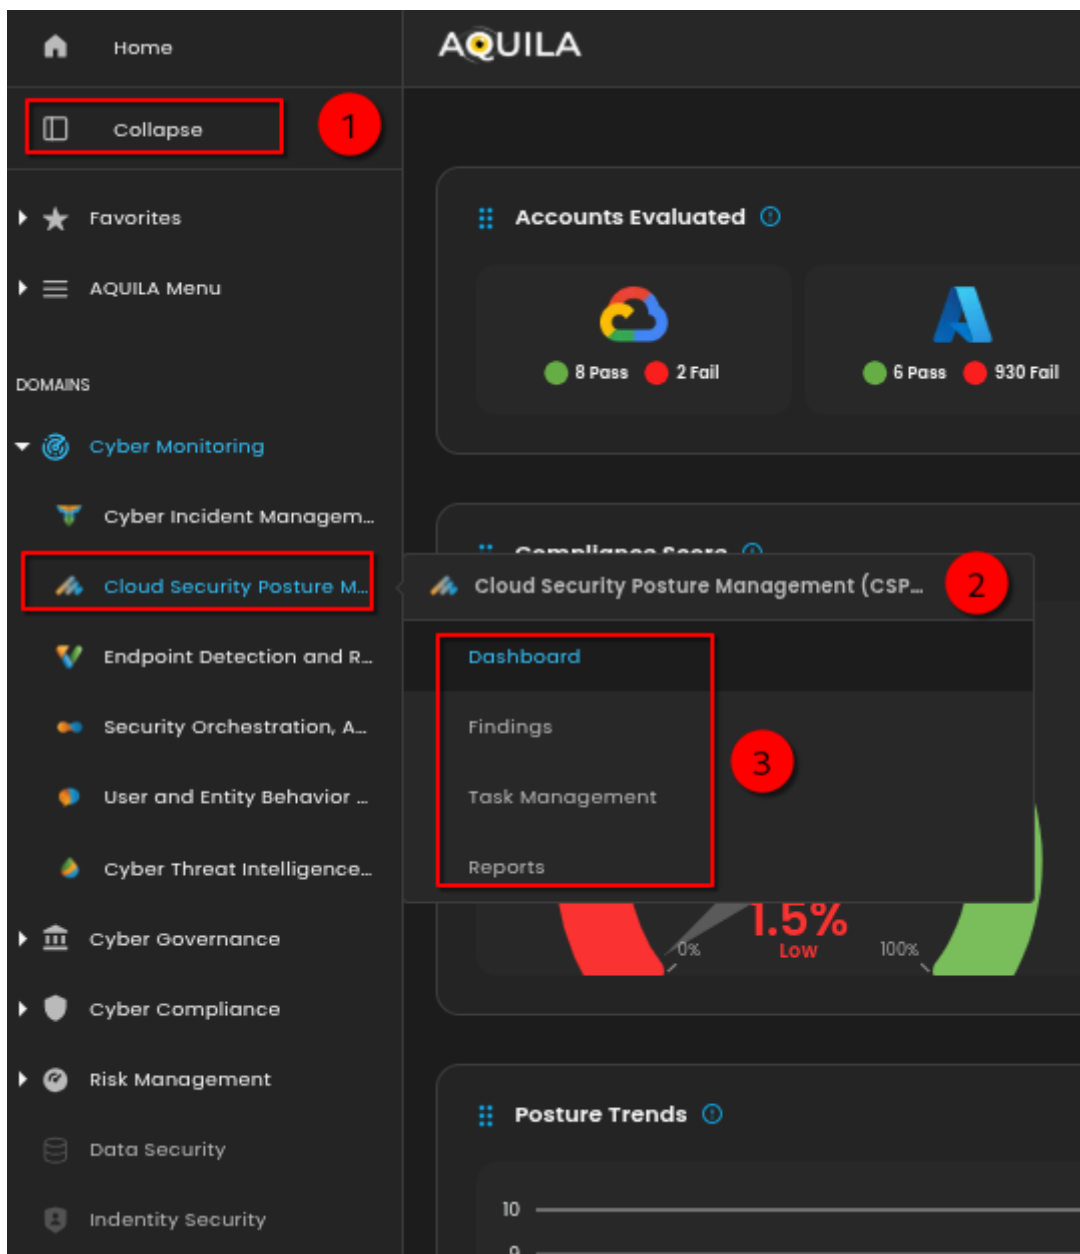 Home
AQUILA
Collapse
1
Favorites
Accounts Evaluated
AQUILA Menu
8 Pass 2 Fail
6 Pass 930 Fail
DOMAINS
Cyber Monitoring
Cyber Incident Managem...
Compliance Score
Cloud Security Posture M...
Cloud Security Posture Management (CSP...
2
Endpoint Detection and R...
Dashboard
Security Orchestration, A...
Findings
3
User and Entity Behavior ...
Task Management
Cyber Threat Intelligence...
Reports
Cyber Governance
1.5%
0%
Low
100%
Cyber Compliance
Risk Management
Posture Trends
Data Security
10
Indentity Security
9